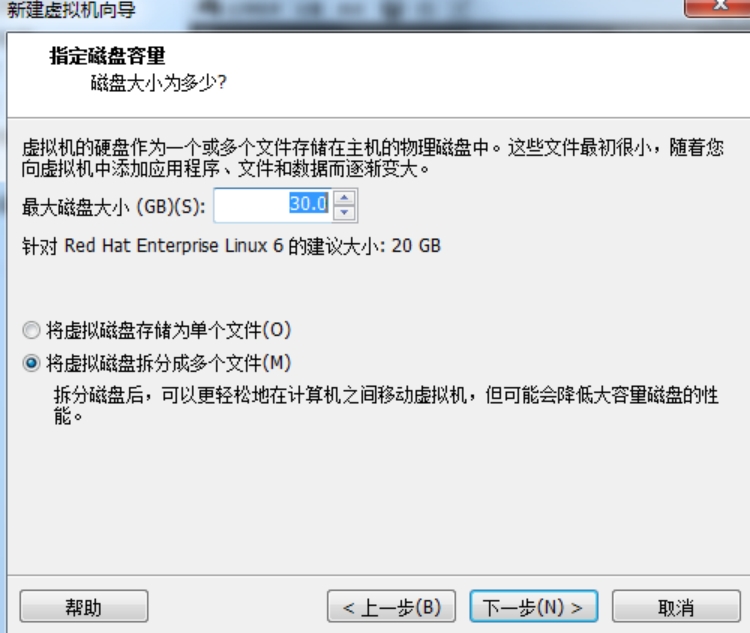 新建虚拟机向导
指定磁盘容量
磁盘大小为多少?
虚拟机的硬盘作为一个或多个文件存储在主机的物理磁盘中。这些文件最初很小，随着您
向虚拟机中添加应用程序、文件和数据而逐渐变大。
最大磁盘大小 (GB)(S): 30.0
针对 Red Hat Enterprise Linux 6 的建议大小: 20 GB
将虚拟磁盘存储为单个文件(O)
将虚拟磁盘拆分成多个文件(M)
拆分磁盘后，可以更轻松地在计算机之间移动虚拟机，但可能会降低大容量磁盘的性
能。
帮助 < 上一步(B) 下一步(N) > 取消